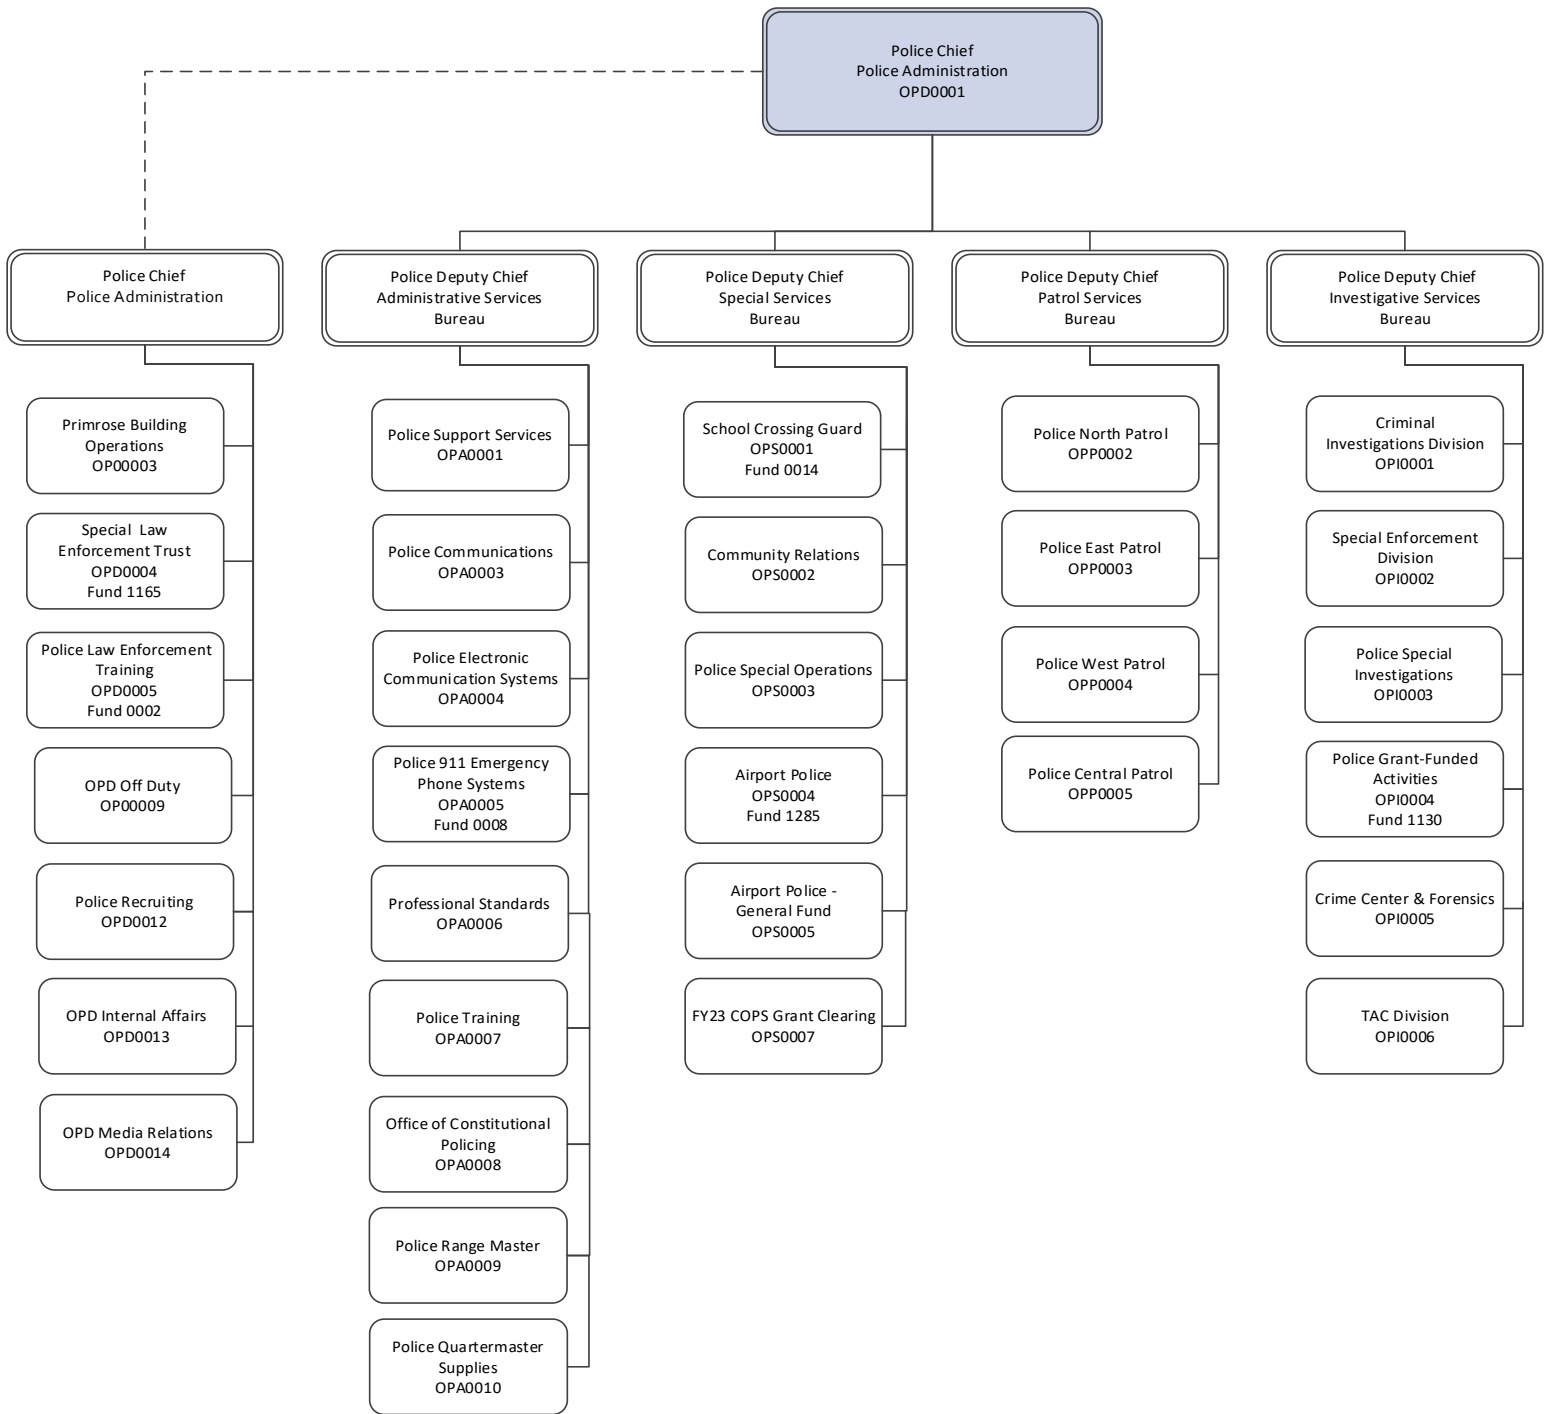 Police Chief
Police Administration
OPD0001
Police Chief
Police Administration
Police Deputy Chief
Administrative Services
Bureau
Police Deputy Chief
Special Services
Bureau
Police Deputy Chief
Patrol Services
Bureau
Police Deputy Chief
Investigative Services
Bureau
Primrose Building
Operations
OP00003
Special  Law
Enforcement Trust
OPD0004
Fund 1165
Police Law Enforcement
Training
OPD0005
Fund 0002
OPD Off Duty
OP00009
Police Recruiting
OPD0012
OPD Internal Affairs
OPD0013
OPD Media Relations
OPD0014
Police Support Services
OPA0001
Police Communications
OPA0003
Police Electronic
Communication Systems
OPA0004
Police 911 Emergency
Phone Systems
OPA0005
Fund 0008
Professional Standards
OPA0006
Police Training
OPA0007
Office of Constitutional
Policing
OPA0008
Police Range Master
OPA0009
Police Quartermaster
Supplies
OPA0010
School Crossing Guard
OPS0001
Fund 0014
Community Relations
OPS0002
Police Special Operations
OPS0003
Airport Police
OPS0004
Fund 1285
Airport Police -
General Fund
OPS0005
FY23 COPS Grant Clearing
OPS0007
Police North Patrol
OPP0002
Police East Patrol
OPP0003
Police West Patrol
OPP0004
Police Central Patrol
OPP0005
Criminal
Investigations Division
OPI0001
Special Enforcement
Division
OPI0002
Police Special
Investigations
OPI0003
Police Grant-Funded
Activities
OPI0004
Fund 1130
Crime Center & Forensics
OPI0005
TAC Division
OPI0006